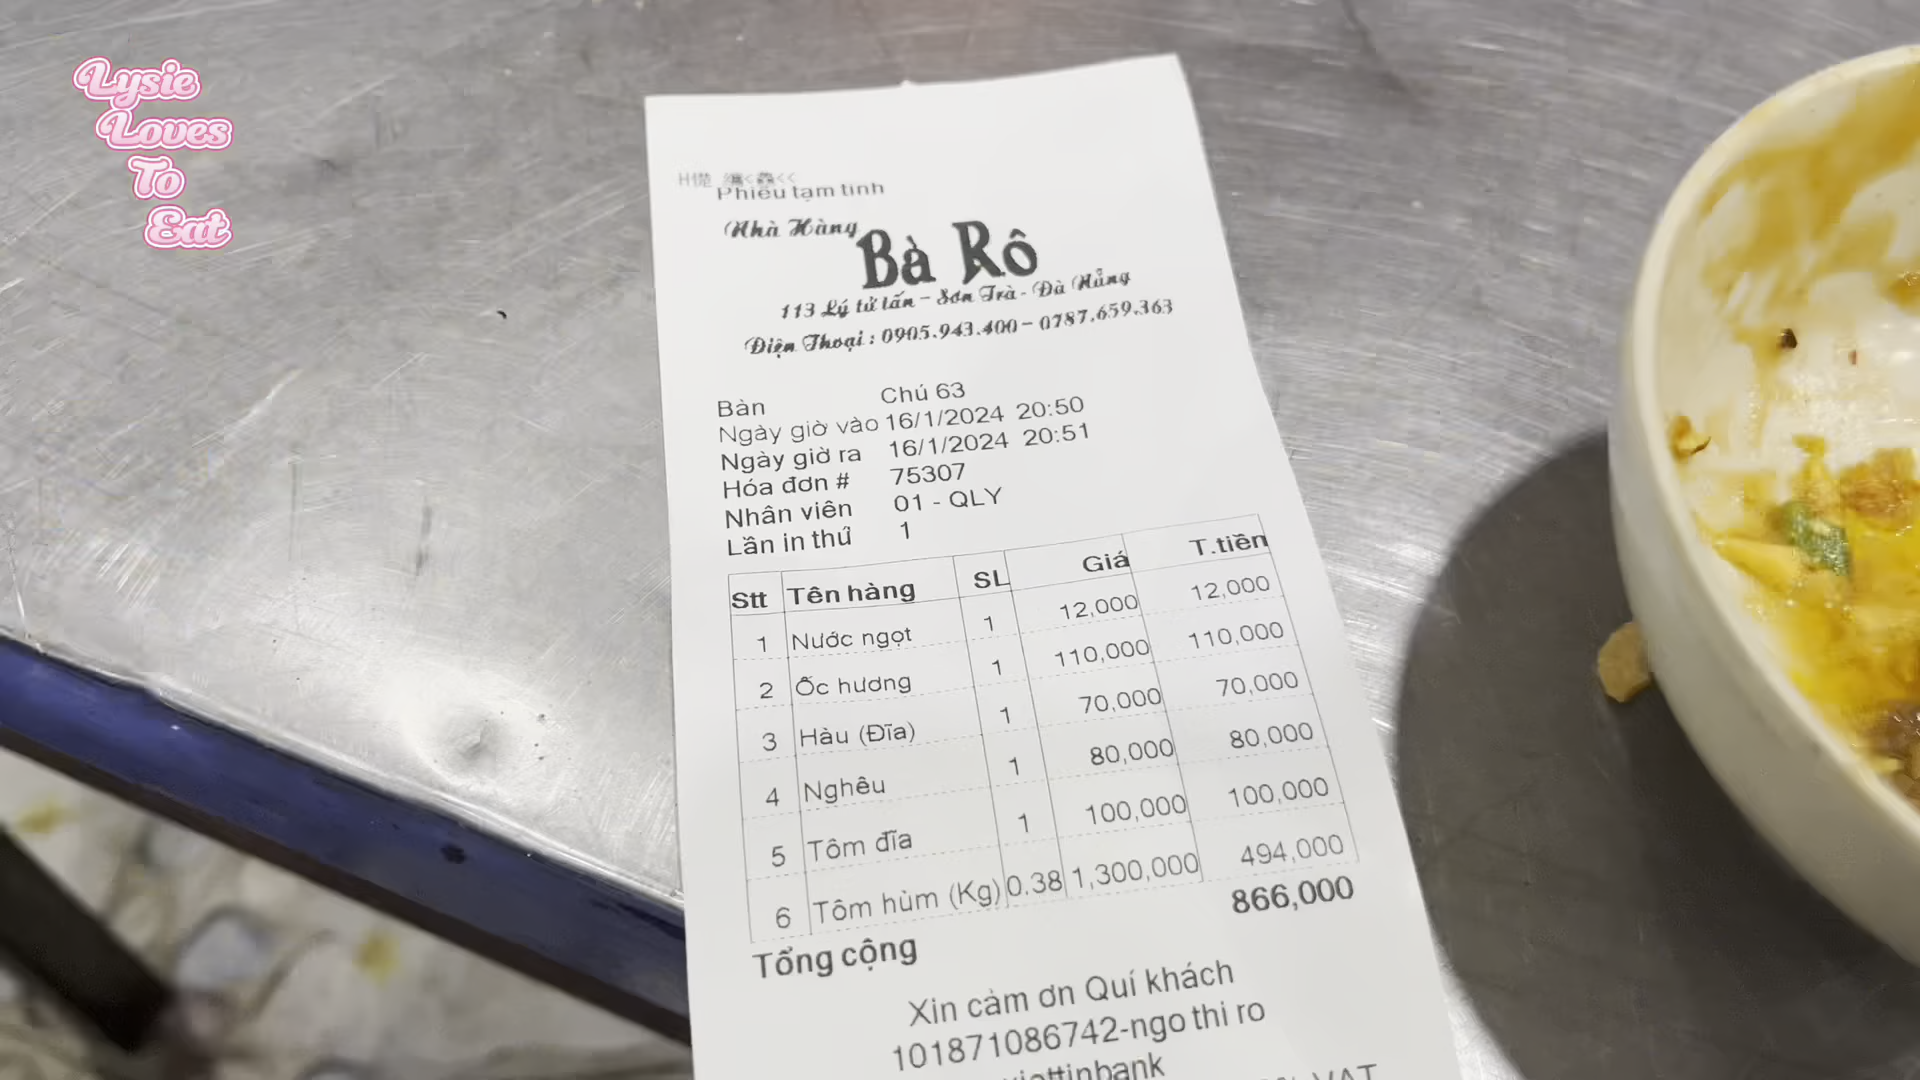 Lysie
Loves
To
Eat
Phiếu tạm tính
Nhà Hàng
Bà Rô
113 Lý tử tấn - Sơn Trà - Đà Nẵng
Điện Thoại : 0905.943.400 - 0787.659.363
Bàn Chú 63
Ngày giờ vào 16/1/2024 20:50
Ngày giờ ra 16/1/2024 20:51
Hóa đơn # 75307
Nhân viên 01 - QLY
Lần in thứ 1
Stt Tên hàng SL Giá T.tiền
1 Nước ngọt 1 12,000 12,000
2 Ốc hương 1 110,000 110,000
3 Hàu (Đĩa) 1 70,000 70,000
4 Nghêu 1 80,000 80,000
5 Tôm đĩa 1 100,000 100,000
6 Tôm hùm (Kg) 0.38 1,300,000 494,000
Tổng cộng 866,000
Xin cảm ơn Quí khách
101871086742-ngo thi ro
viettinbank
VAT